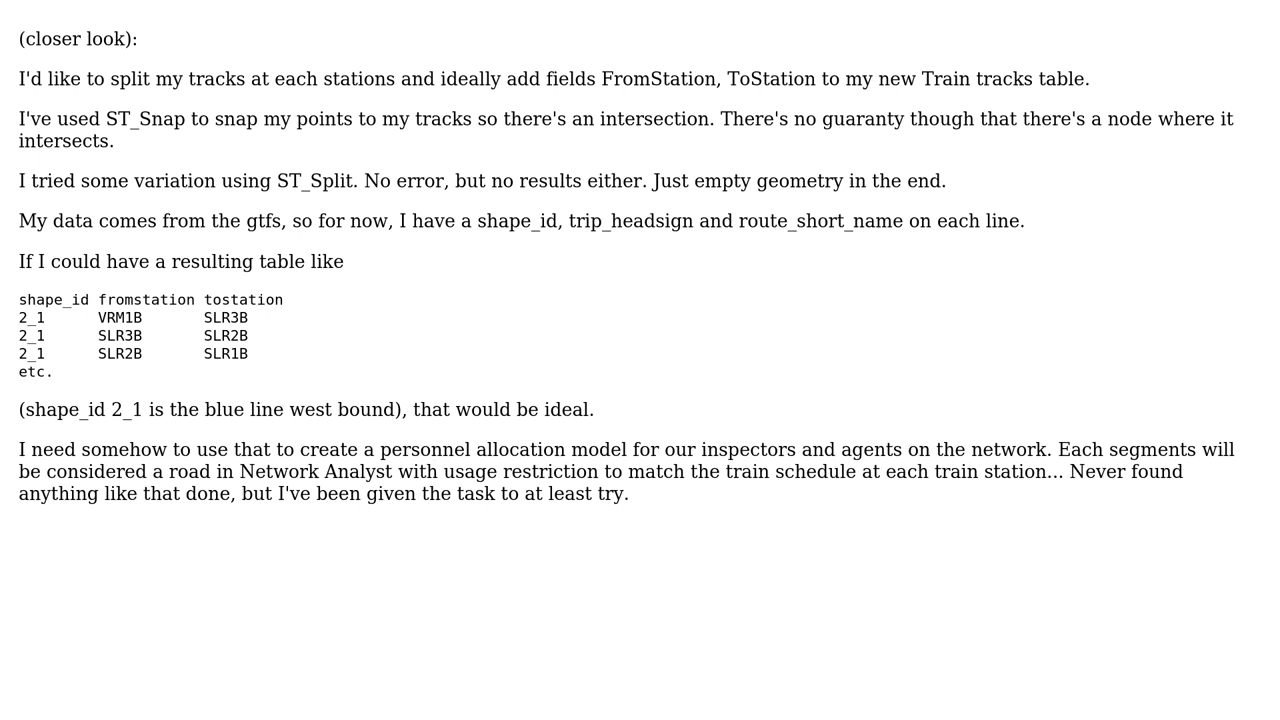 (closer look):
I'd like to split my tracks at each stations and ideally add fields FromStation, ToStation to my new Train tracks table.
I've used ST_Snap to snap my points to my tracks so there's an intersection. There's no guaranty though that there's a node where it
intersects.
I tried some variation using ST_Split. No error, but no results either. Just empty geometry in the end.
My data comes from the gtfs, so for now, I have a shape_id, trip_headsign and route_short_name on each line.
If I could have a resulting table like
shape_id fromstation tostation
2_1      VRM1B       SLR3B
2_1      SLR3B       SLR2B
2_1      SLR2B       SLR1B
etc.
(shape_id 2_1 is the blue line west bound), that would be ideal.
I need somehow to use that to create a personnel allocation model for our inspectors and agents on the network. Each segments will
be considered a road in Network Analyst with usage restriction to match the train schedule at each train station... Never found
anything like that done, but I've been given the task to at least try.